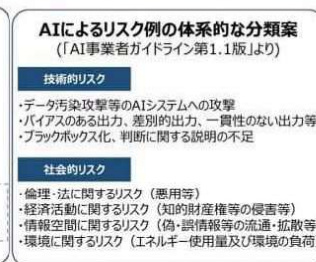 AIによるリスク例の体系的な分類案
(「AI事業者ガイドライン第1.1版」より)
技術的リスク
・データ汚染攻撃等のAIシステムへの攻撃
・バイアスのある出力、差別的出力、一貫性のない出力等
・ブラックボックス化、判断に関する説明の不足
社会的リスク
・倫理・法に関するリスク（悪用等）
・経済活動に関するリスク（知的財産権等の侵害等）
・情報空間に関するリスク（偽・誤情報等の流通・拡散等
・環境に関するリスク（エネルギー使用量及び環境の負荷